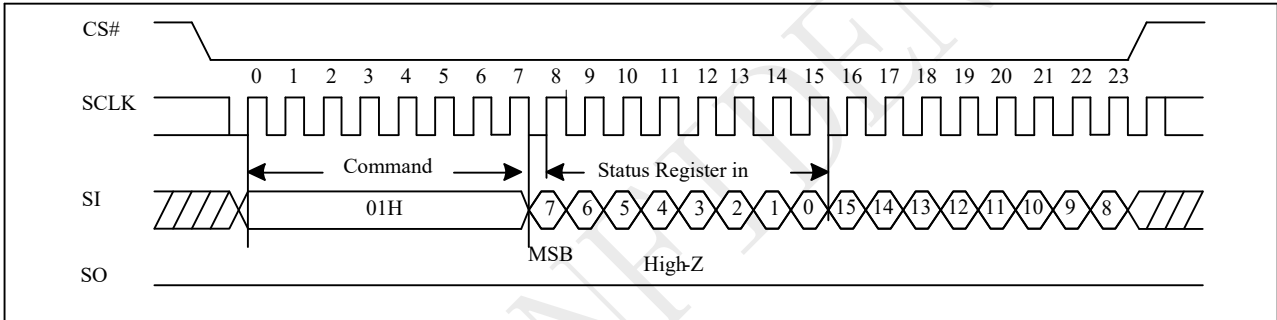 CS#
0 1 2 3 4 5 6 7 8 9 10 11 12 13 14 15 16 17 18 19 20 21 22 23
SCLK
Command Status Register in
SI 01H 7 6 5 4 3 2 1 0 15 14 13 12 11 10 9 8
MSB High-Z
SO